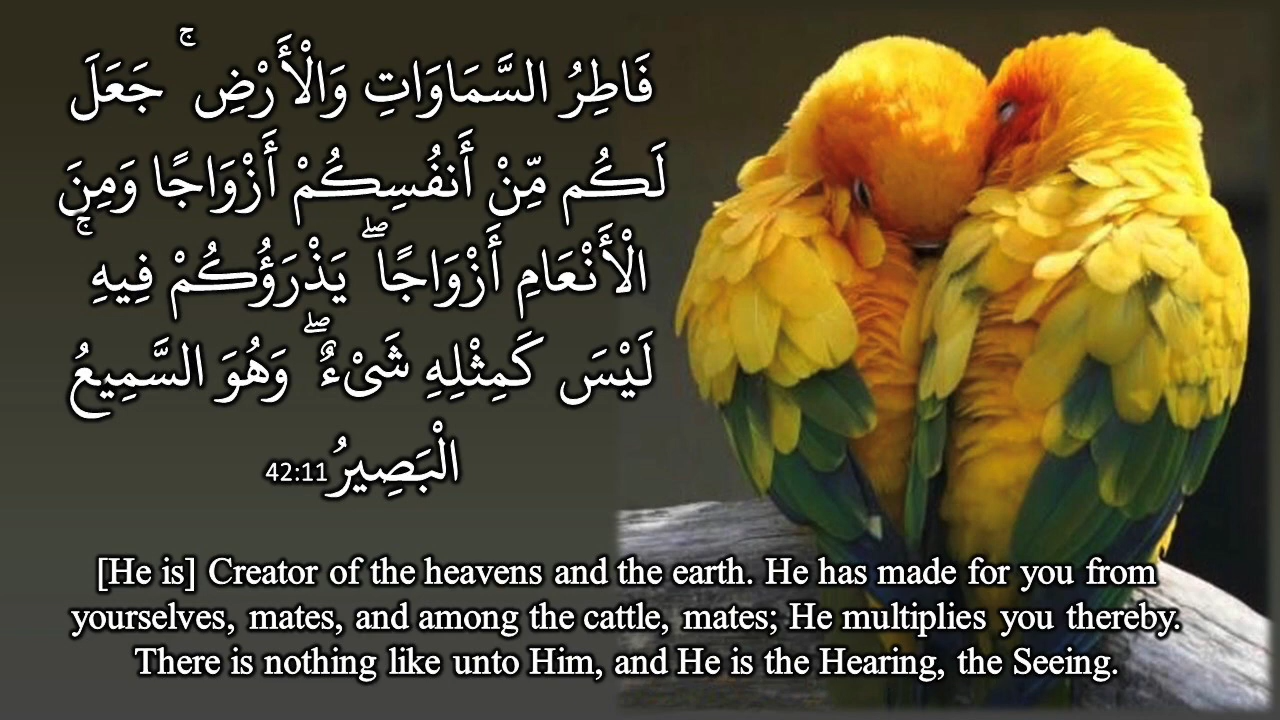 فَاطِرُ السَّمَاوَاتِ وَالْأَرْضِ ۚ جَعَلَ
لَكُم مِّنْ أَنفُسِكُمْ أَزْوَاجًا وَمِنَ
الْأَنْعَامِ أَزْوَاجًا ۖ يَذْرَؤُكُمْ فِيهِ ۚ
لَيْسَ كَمِثْلِهِ شَىْءٌ ۖ وَهُوَ السَّمِيعُ
الْبَصِيرُ 42:11
[He is] Creator of the heavens and the earth. He has made for you from
yourselves, mates, and among the cattle, mates; He multiplies you thereby.
There is nothing like unto Him, and He is the Hearing, the Seeing.